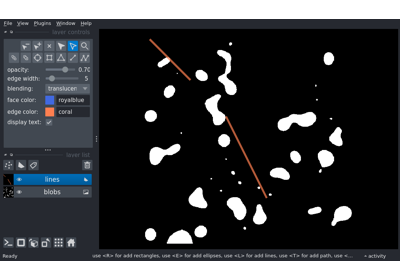 File View Plugins Window Help
layer controls
opacity: 0.70
edge width: 5
blending: translucen
face color: royalblue
edge color: coral
display text:
layer list
lines
blobs
Ready use <R> for add rectangles, use <E> for add ellipses, use <L> for add lines, use <T> for add path, use <... activity